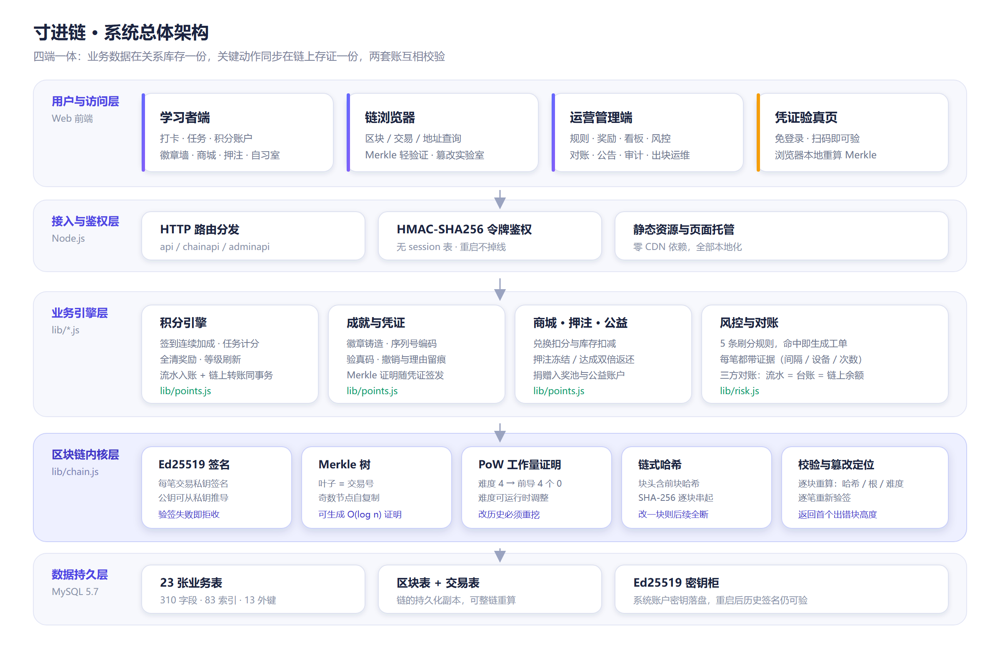 寸进链 · 系统总体架构
四端一体：业务数据在关系库存一份，关键动作同步在链上存证一份，两套账互相校验
用户与访问层
Web 前端
学习者端
打卡 · 任务 · 积分账户
徽章墙 · 商城 · 押注 · 自习室
链浏览器
区块 / 交易 / 地址查询
Merkle 轻验证 · 篡改实验室
运营管理端
规则 · 奖励 · 看板 · 风控
对账 · 公告 · 审计 · 出块运维
凭证验真页
免登录 · 扫码即可验
浏览器本地重算 Merkle
接入与鉴权层
Node.js
HTTP 路由分发
api / chainapi / adminapi
HMAC-SHA256 令牌鉴权
无 session 表 · 重启不掉线
静态资源与页面托管
零 CDN 依赖，全部本地化
业务引擎层
lib/*.js
积分引擎
签到连续加成 · 任务计分
全清奖励 · 等级刷新
流水入账 + 链上转账同事务
lib/points.js
成就与凭证
徽章铸造 · 序列号编码
验真码 · 撤销与理由留痕
Merkle 证明随凭证签发
lib/points.js
商城 · 押注 · 公益
兑换扣分与库存扣减
押注冻结 / 达成双倍返还
捐赠入奖池与公益账户
lib/points.js
风控与对账
5 条刷分规则，命中即生成工单
每笔都带证据（间隔 / 设备 / 次数）
三方对账：流水 = 台账 = 链上余额
lib/risk.js
区块链内核层
lib/chain.js
Ed25519 签名
每笔交易私钥签名
公钥可从私钥推导
验签失败即拒收
Merkle 树
叶子 = 交易号
奇数节点自复制
可生成 O(log n) 证明
PoW 工作量证明
难度 4 → 前导 4 个 0
难度可运行时调整
改历史必须重挖
链式哈希
块头含前块哈希
SHA-256 逐块串起
改一块则后续全断
校验与篡改定位
逐块重算：哈希 / 根 / 难度
逐笔重新验签
返回首个出错块高度
数据持久层
MySQL 5.7
23 张业务表
310 字段 · 83 索引 · 13 外键
区块表 + 交易表
链的持久化副本，可整链重算
Ed25519 密钥柜
系统账户密钥落盘，重启后历史签名仍可验